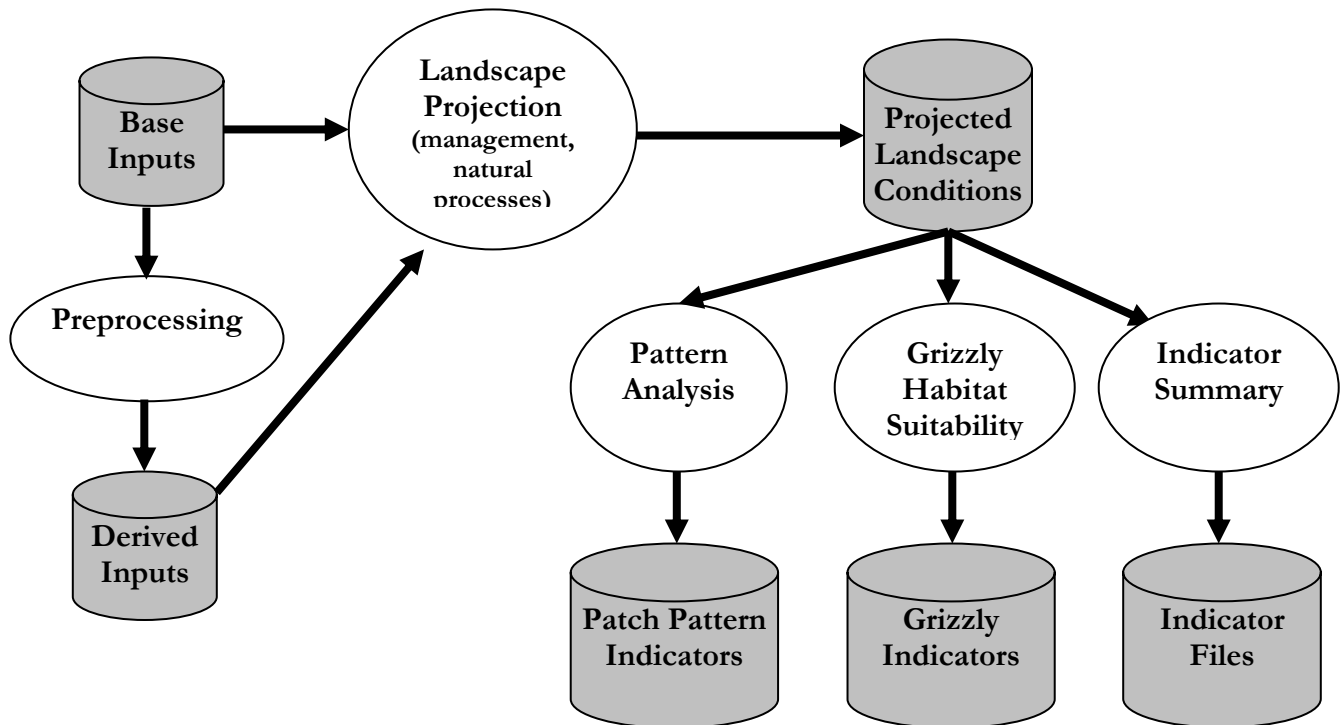 Base
Inputs
Landscape
Projection
(management,
natural
processes)
Projected
Landscape
Conditions
Preprocessing
Derived
Inputs
Pattern
Analysis
Grizzly
Habitat
Suitability
Indicator
Summary
Patch Pattern
Indicators
Grizzly
Indicators
Indicator
Files